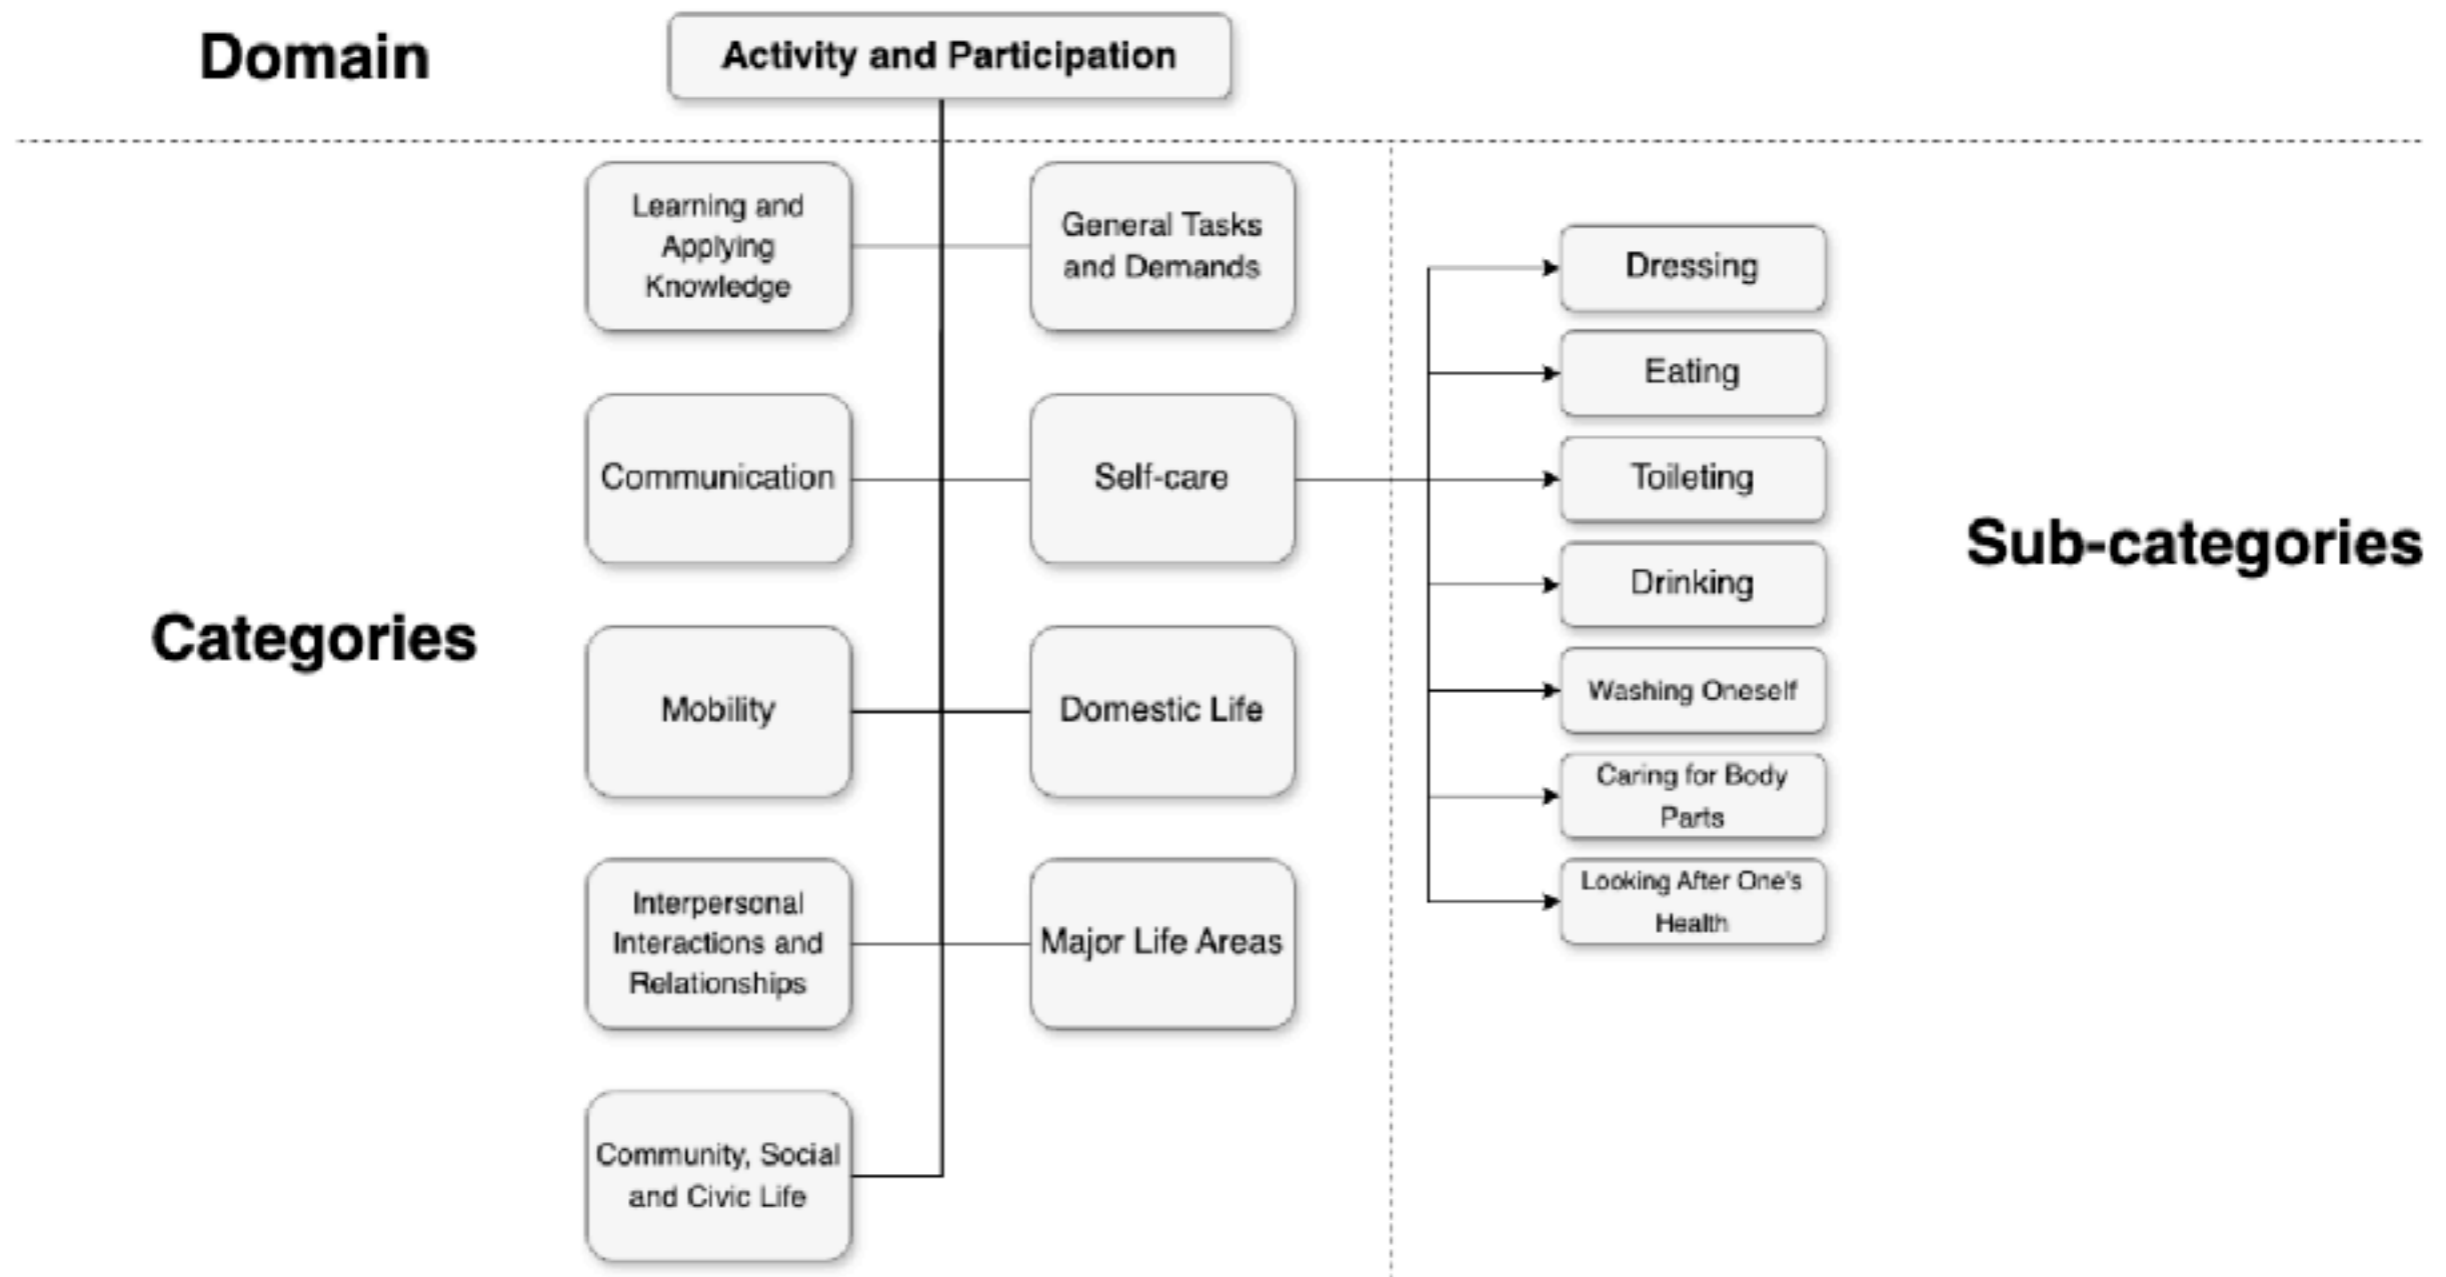 Domain
Activity and Participation
Learning and
Applying
Knowledge
General Tasks
and Demands
Communication
Self-care
Categories
Mobility
Domestic Life
Interpersonal
Interactions and
Relationships
Major Life Areas
Community, Social
and Civic Life
Dressing
Eating
Toileting
Drinking
Washing Oneself
Caring for Body
Parts
Looking After One's
Health
Sub-categories